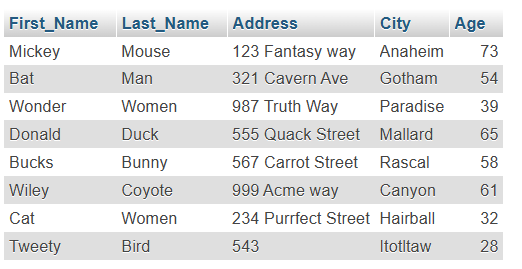 First_Name Last_Name Address City Age
Mickey Mouse 123 Fantasy way Anaheim 73
Bat Man 321 Cavern Ave Gotham 54
Wonder Women 987 Truth Way Paradise 39
Donald Duck 555 Quack Street Mallard 65
Bucks Bunny 567 Carrot Street Rascal 58
Wiley Coyote 999 Acme way Canyon 61
Cat Women 234 Purrfect Street Hairball 32
Tweety Bird 543 Itotltaw 28